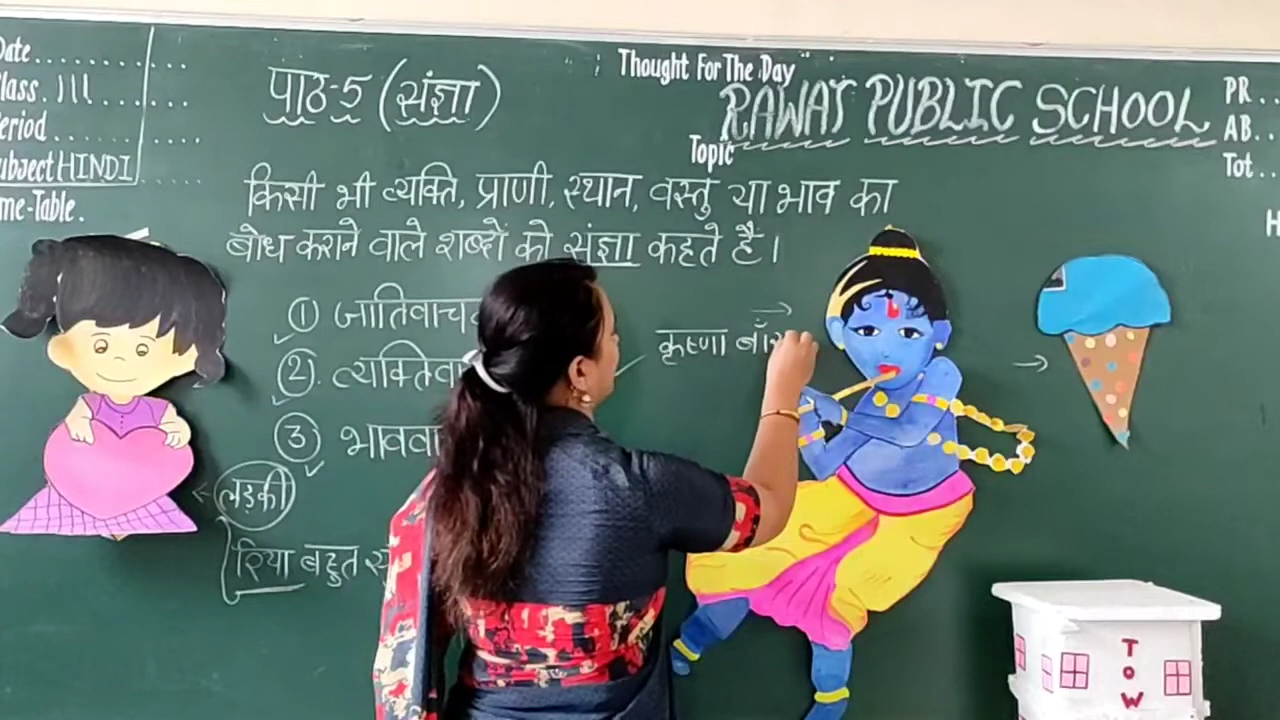 Date............
Class.III.......
Period..........
Subject HINDI
Time-Table.
पाठ-5 (संज्ञा)
Thought For The Day
RAWAT PUBLIC SCHOOL
Topic
PR..
AB..
Tot..
किसी भी व्यक्ति, प्राणी, स्थान, वस्तु या भाव का
बोध कराने वाले शब्दों को संज्ञा कहते हैं।
① जातिवाचक
②. व्यक्तिवा
③ भाववा
कृष्णा बाँस
लड़की
रिया बहुत
TOW